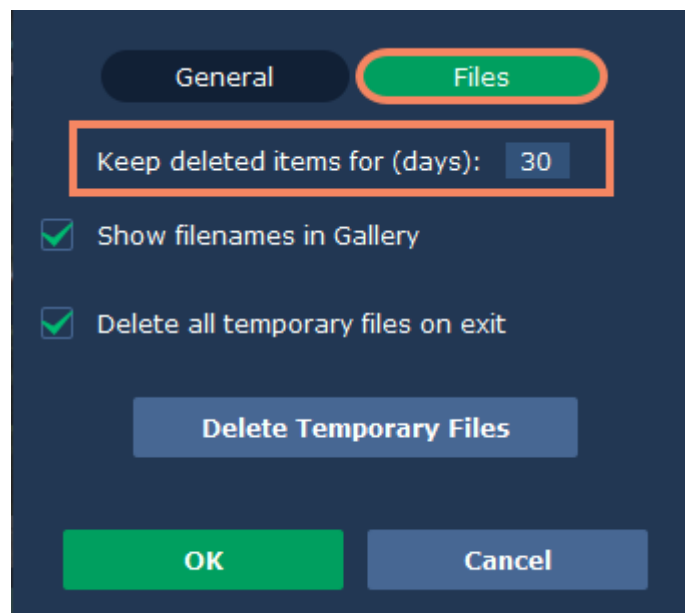 General Files
Keep deleted items for (days): 30
Show filenames in Gallery
Delete all temporary files on exit
Delete Temporary Files
OK Cancel